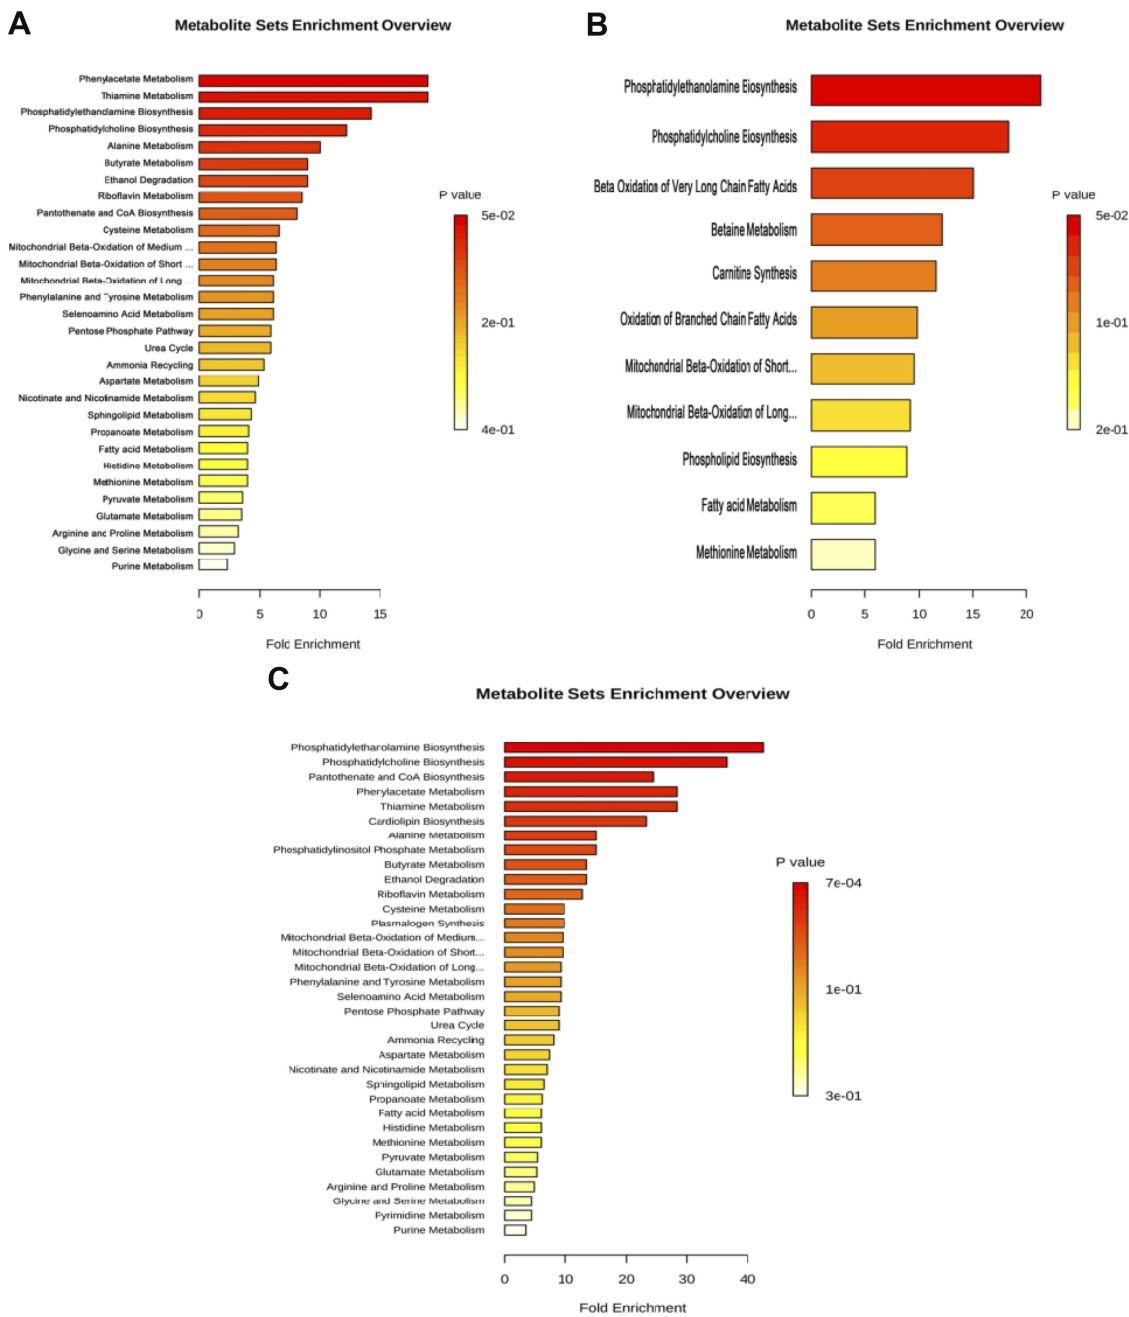 A
Metabolite Sets Enrichment Overview
Phenylacetate Metabolism
Thiamine Metabolism
Phosphatidylethanolamine Biosynthesis
Phosphatidylcholine Biosynthesis
Alanine Metabolism
Butyrate Metabolism
Ethanol Degradation
Riboflavin Metabolism
Pantothenate and CoA Biosynthesis
Cysteine Metabolism
Mitochondrial Beta-Oxidation of Medium ...
Mitochondrial Beta-Oxidation of Short ...
Mitochondrial Beta-Oxidation of Long ...
Phenylalanine and Tyrosine Metabolism
Selenoamino Acid Metabolism
Pentose Phosphate Pathway
Urea Cycle
Ammonia Recycling
Aspartate Metabolism
Nicotinate and Nicotinamide Metabolism
Sphingolipid Metabolism
Propanoate Metabolism
Fatty acid Metabolism
Histidine Metabolism
Methionine Metabolism
Pyruvate Metabolism
Glutamate Metabolism
Arginine and Proline Metabolism
Glycine and Serine Metabolism
Purine Metabolism
0 5 10 15
Fold Enrichment
P value
5e-02
2e-01
4e-01
B
Metabolite Sets Enrichment Overview
Phosphatidylethanolamine Biosynthesis
Phosphatidylcholine Biosynthesis
Beta Oxidation of Very Long Chain Fatty Acids
Betaine Metabolism
Carnitine Synthesis
Oxidation of Branched Chain Fatty Acids
Mitochondrial Beta-Oxidation of Short...
Mitochondrial Beta-Oxidation of Long...
Phospholipid Biosynthesis
Fatty acid Metabolism
Methionine Metabolism
0 5 10 15 20
Fold Enrichment
P value
5e-02
1e-01
2e-01
C
Metabolite Sets Enrichment Overview
Phosphatidylethanolamine Biosynthesis
Phosphatidylcholine Biosynthesis
Pantothenate and CoA Biosynthesis
Phenylacetate Metabolism
Thiamine Metabolism
Cardiolipin Biosynthesis
Alanine Metabolism
Phosphatidylinositol Phosphate Metabolism
Butyrate Metabolism
Ethanol Degradation
Riboflavin Metabolism
Cysteine Metabolism
Plasmalogen Synthesis
Mitochondrial Beta-Oxidation of Medium...
Mitochondrial Beta-Oxidation of Short...
Mitochondrial Beta-Oxidation of Long...
Phenylalanine and Tyrosine Metabolism
Selenoamino Acid Metabolism
Pentose Phosphate Pathway
Urea Cycle
Ammonia Recycling
Aspartate Metabolism
Nicotinate and Nicotinamide Metabolism
Sphingolipid Metabolism
Propanoate Metabolism
Fatty acid Metabolism
Histidine Metabolism
Methionine Metabolism
Pyruvate Metabolism
Glutamate Metabolism
Arginine and Proline Metabolism
Glycine and Serine Metabolism
Pyrimidine Metabolism
Purine Metabolism
0 10 20 30 40
Fold Enrichment
P value
7e-04
1e-01
3e-01